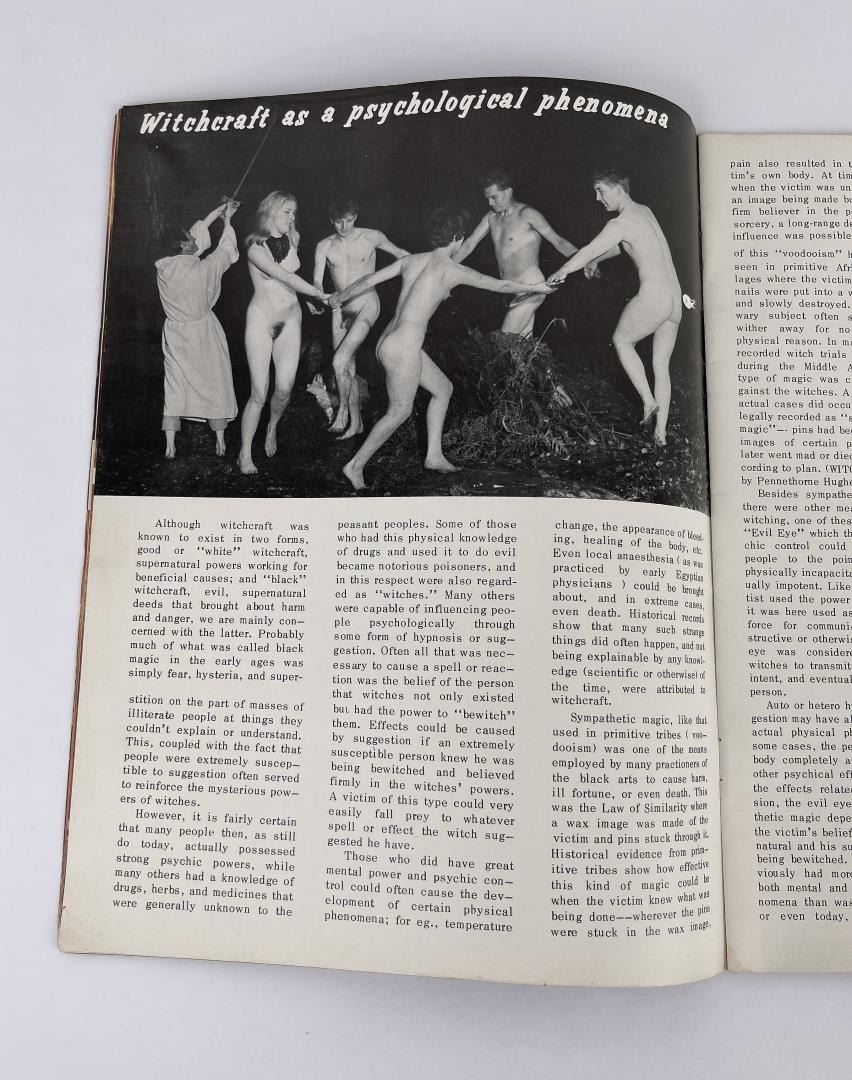 Witchcraft as a psychological phenomena
Although witchcraft was
known to exist in two forms,
good or "white" witchcraft,
supernatural powers working for
beneficial causes; and "black"
witchcraft, evil, supernatural
deeds that brought about harm
and danger, we are mainly con-
cerned with the latter. Probably
much of what was called black
magic in the early ages was
simply fear, hysteria, and super-
stition on the part of masses of
illiterate people at things they
couldn't explain or understand.
This, coupled with the fact that
people were extremely suscep-
tible to suggestion often served
to reinforce the mysterious pow-
ers of witches.
However, it is fairly certain
that many people then, as still
do today, actually possessed
strong psychic powers, while
many others had a knowledge of
drugs, herbs, and medicines that
were generally unknown to the
peasant peoples. Some of those
who had this physical knowledge
of drugs and used it to do evil
became notorious poisoners, and
in this respect were also regard-
ed as "witches." Many others
were capable of influencing peo-
ple psychologically through
some form of hypnosis or sug-
gestion. Often all that was nec-
essary to cause a spell or reac-
tion was the belief of the person
that witches not only existed
but had the power to "bewitch"
them. Effects could be caused
by suggestion if an extremely
susceptible person knew he was
being bewitched and believed
firmly in the witches' powers.
A victim of this type could very
easily fall prey to whatever
spell or effect the witch sug-
gested he have.
Those who did have great
mental power and psychic con-
trol could often cause the dev-
elopment of certain physical
phenomena; for eg., temperature
change, the appearance of bleed-
ing, healing of the body, etc.
Even local anaesthesia ( as was
practiced by early Egyptian
physicians ) could be brought
about, and in extreme cases,
even death. Historical records
show that many such strange
things did often happen, and not
being explainable by any knowl-
edge (scientific or otherwise) of
the time, were attributed to
witchcraft.
Sympathetic magic, like that
used in primitive tribes ( voo-
dooism) was one of the means
employed by many practioners of
the black arts to cause harm,
ill fortune, or even death. This
was the Law of Similarity where
a wax image was made of the
victim and pins stuck through it.
Historical evidence from prim-
itive tribes show how effective
this kind of magic could be
when the victim knew what was
being done--wherever the pins
were stuck in the wax image,
pain also resulted in t
tim's own body. At tim
when the victim was un
an image being made bu
firm believer in the p
sorcery, a long-range de
influence was possible
of this "voodooism" h
seen in primitive Afr
lages where the victim
nails were put into a w
and slowly destroyed.
wary subject often s
wither away for no
physical reason. In m
recorded witch trials
during the Middle A
type of magic was c
gainst the witches. A
actual cases did occu
legally recorded as "s
magic"-- pins had bee
images of certain p
later went mad or died
cording to plan. (WITC
by Pennethorne Hughe
Besides sympathe
there were other mea
witching, one of these
"Evil Eye" which th
chic control could
people to the poin
physically incapacita
ually impotent. Like
tist used the power
it was here used as
force for communic
structive or otherwis
eye was considere
witches to transmit
intent, and eventual
person.
Auto or hetero hy
gestion may have al
actual physical ph
some cases, the pe
body completely a
other psychical eff
the effects relate
sion, the evil eye
thetic magic depe
the victim's belief
natural and his su
being bewitched.
viously had more
both mental and
nomena than was
or even today,